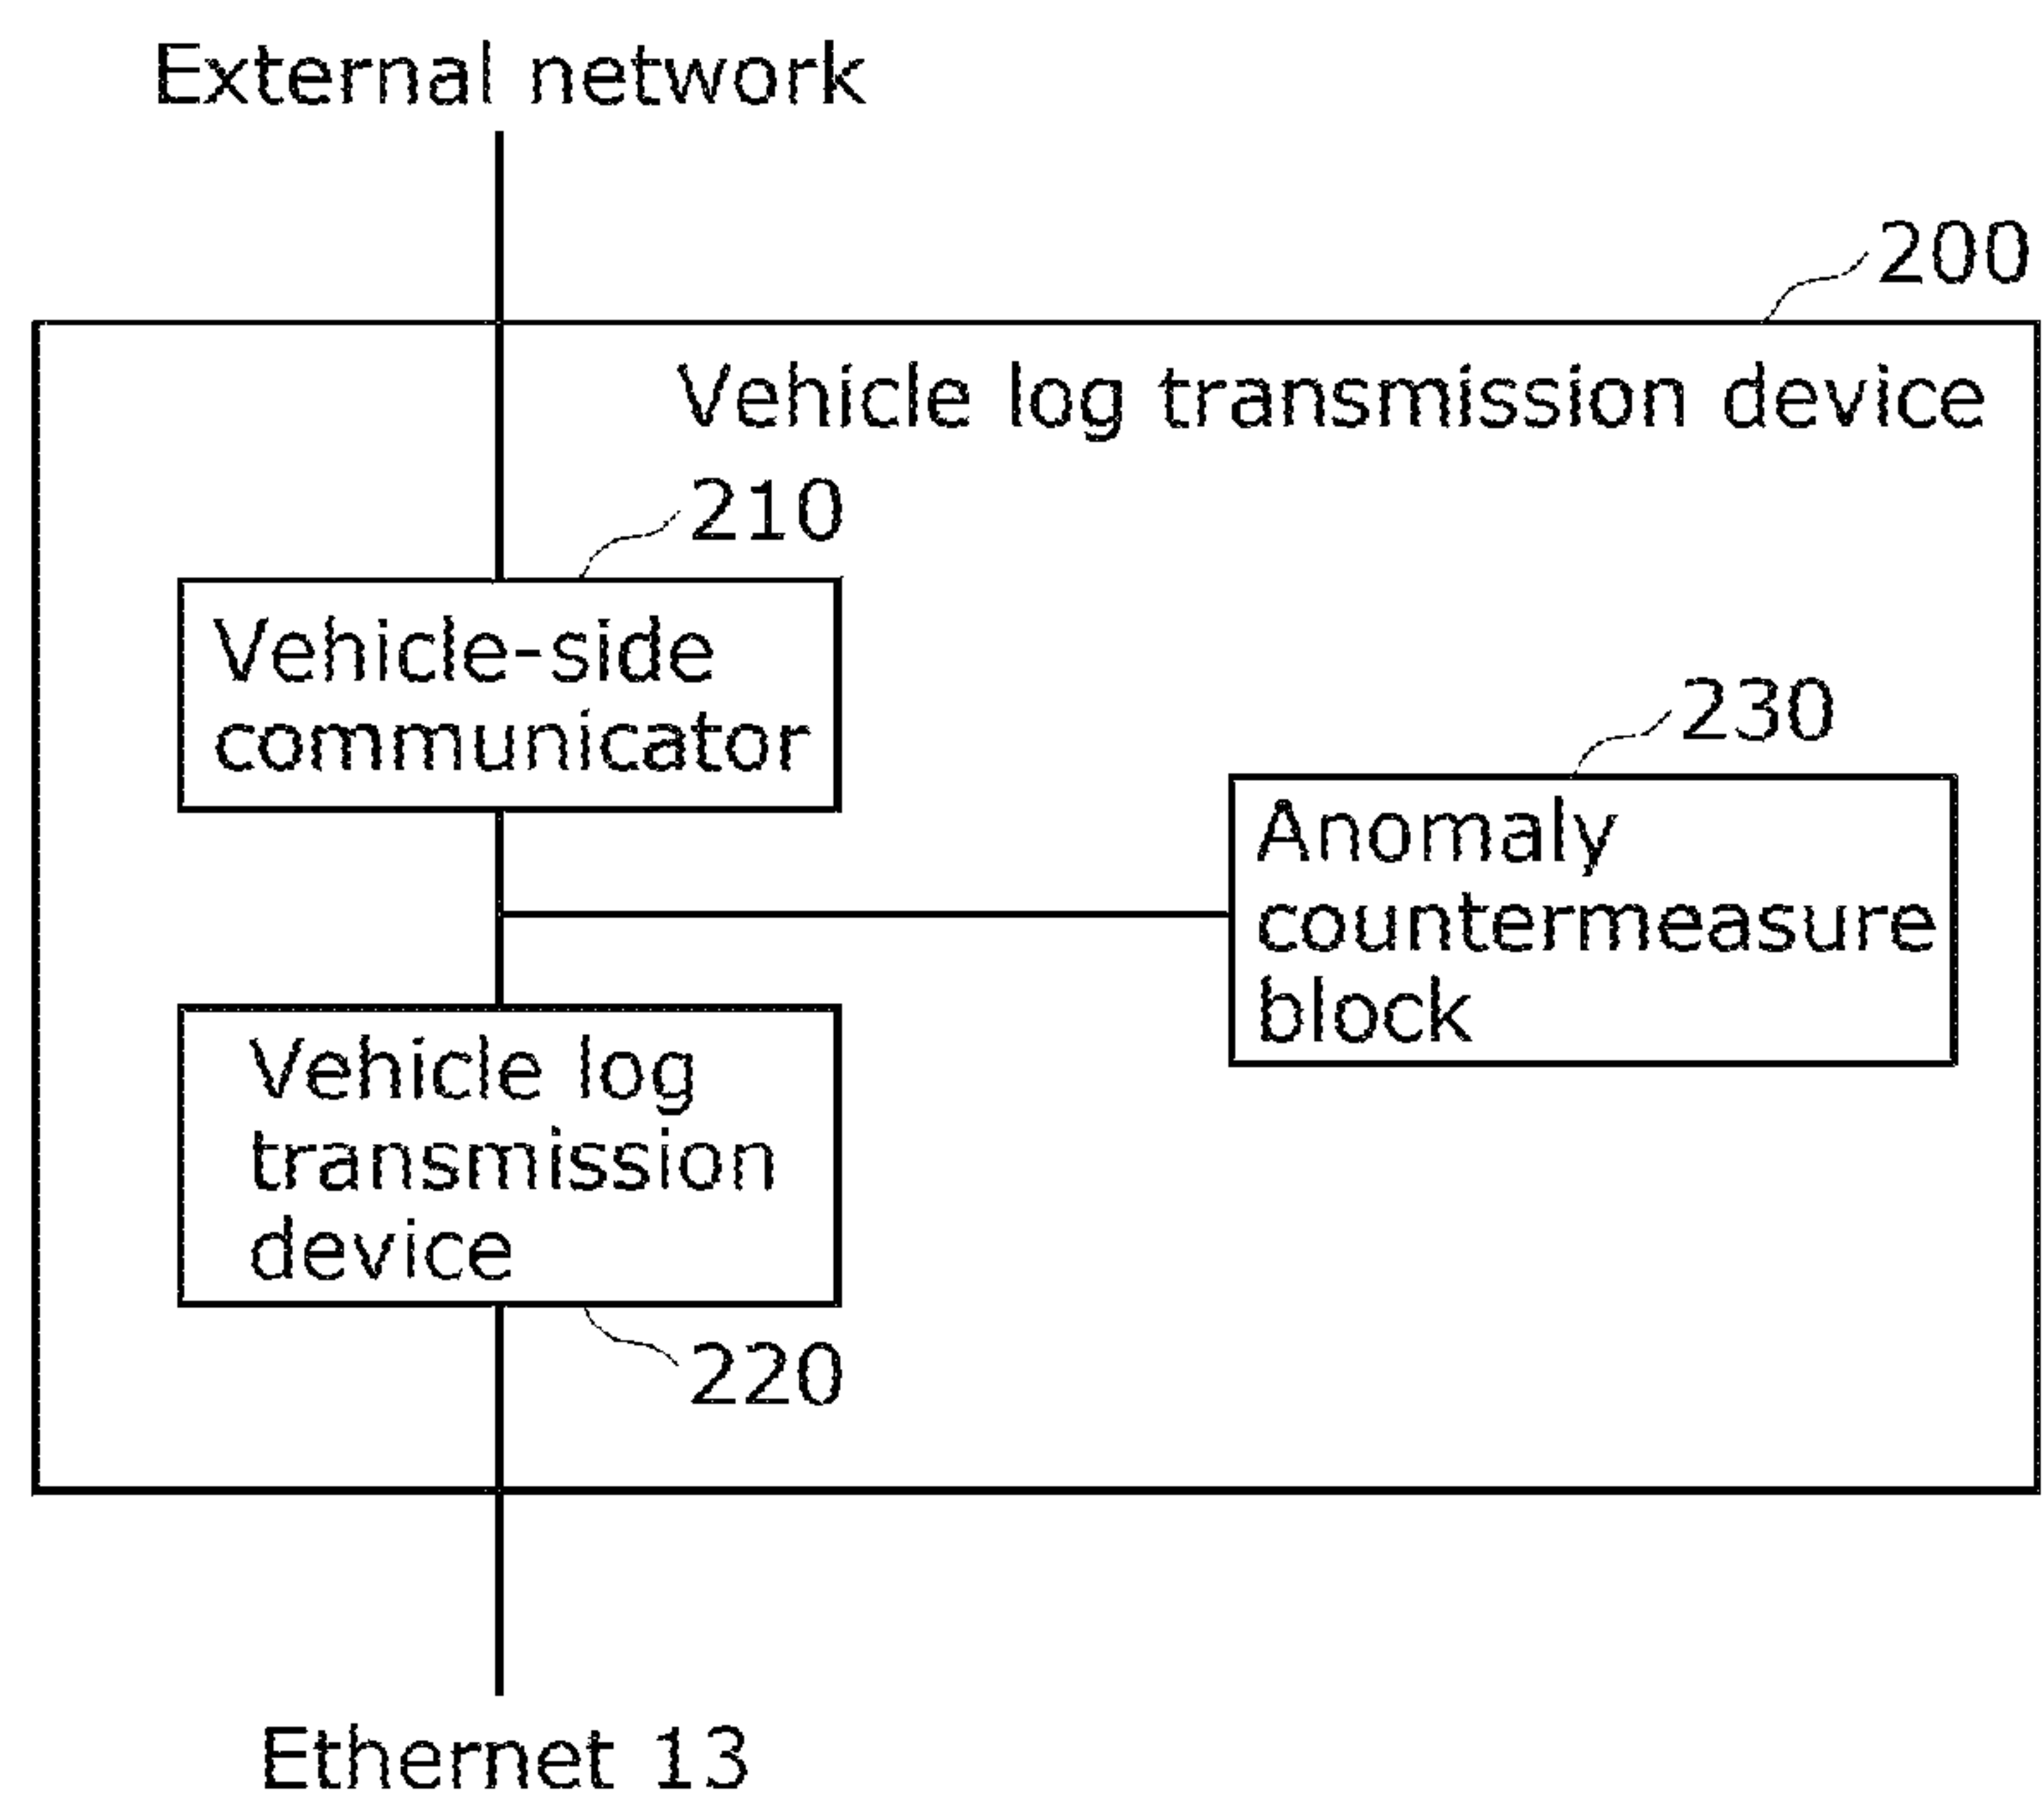 External network
200
Vehicle log transmission device
210
Vehicle-side
communicator
230
Anomaly
countermeasure
block
Vehicle log
transmission
device
220
Ethernet 13